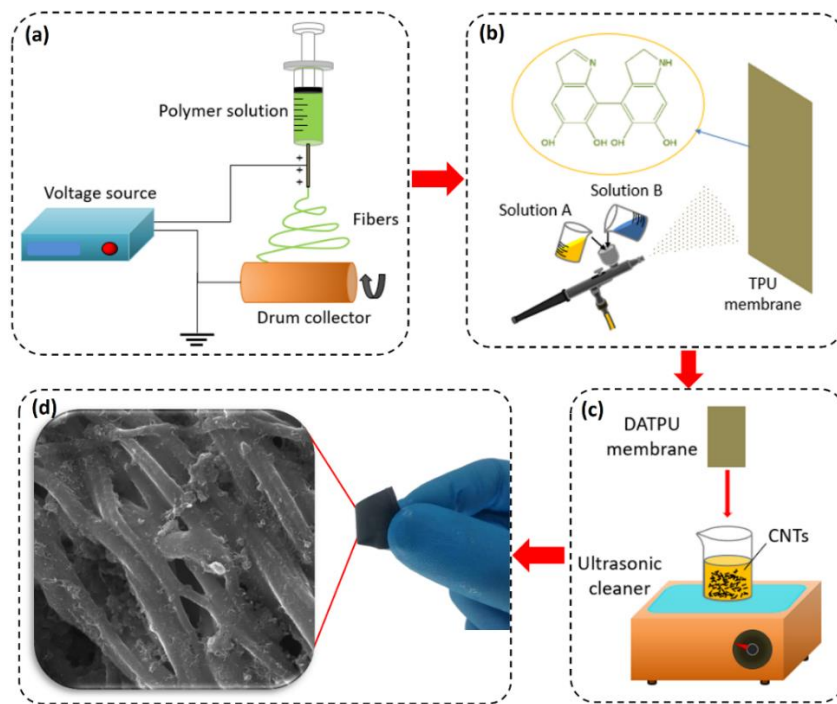 (a)
Polymer solution
+
+
+
Voltage source
Fibers
Drum collector
(b)
N
NH
OH
OH
OH
OH
Solution B
Solution A
TPU
membrane
(c)
DATPU
membrane
CNTs
Ultrasonic
cleaner
(d)